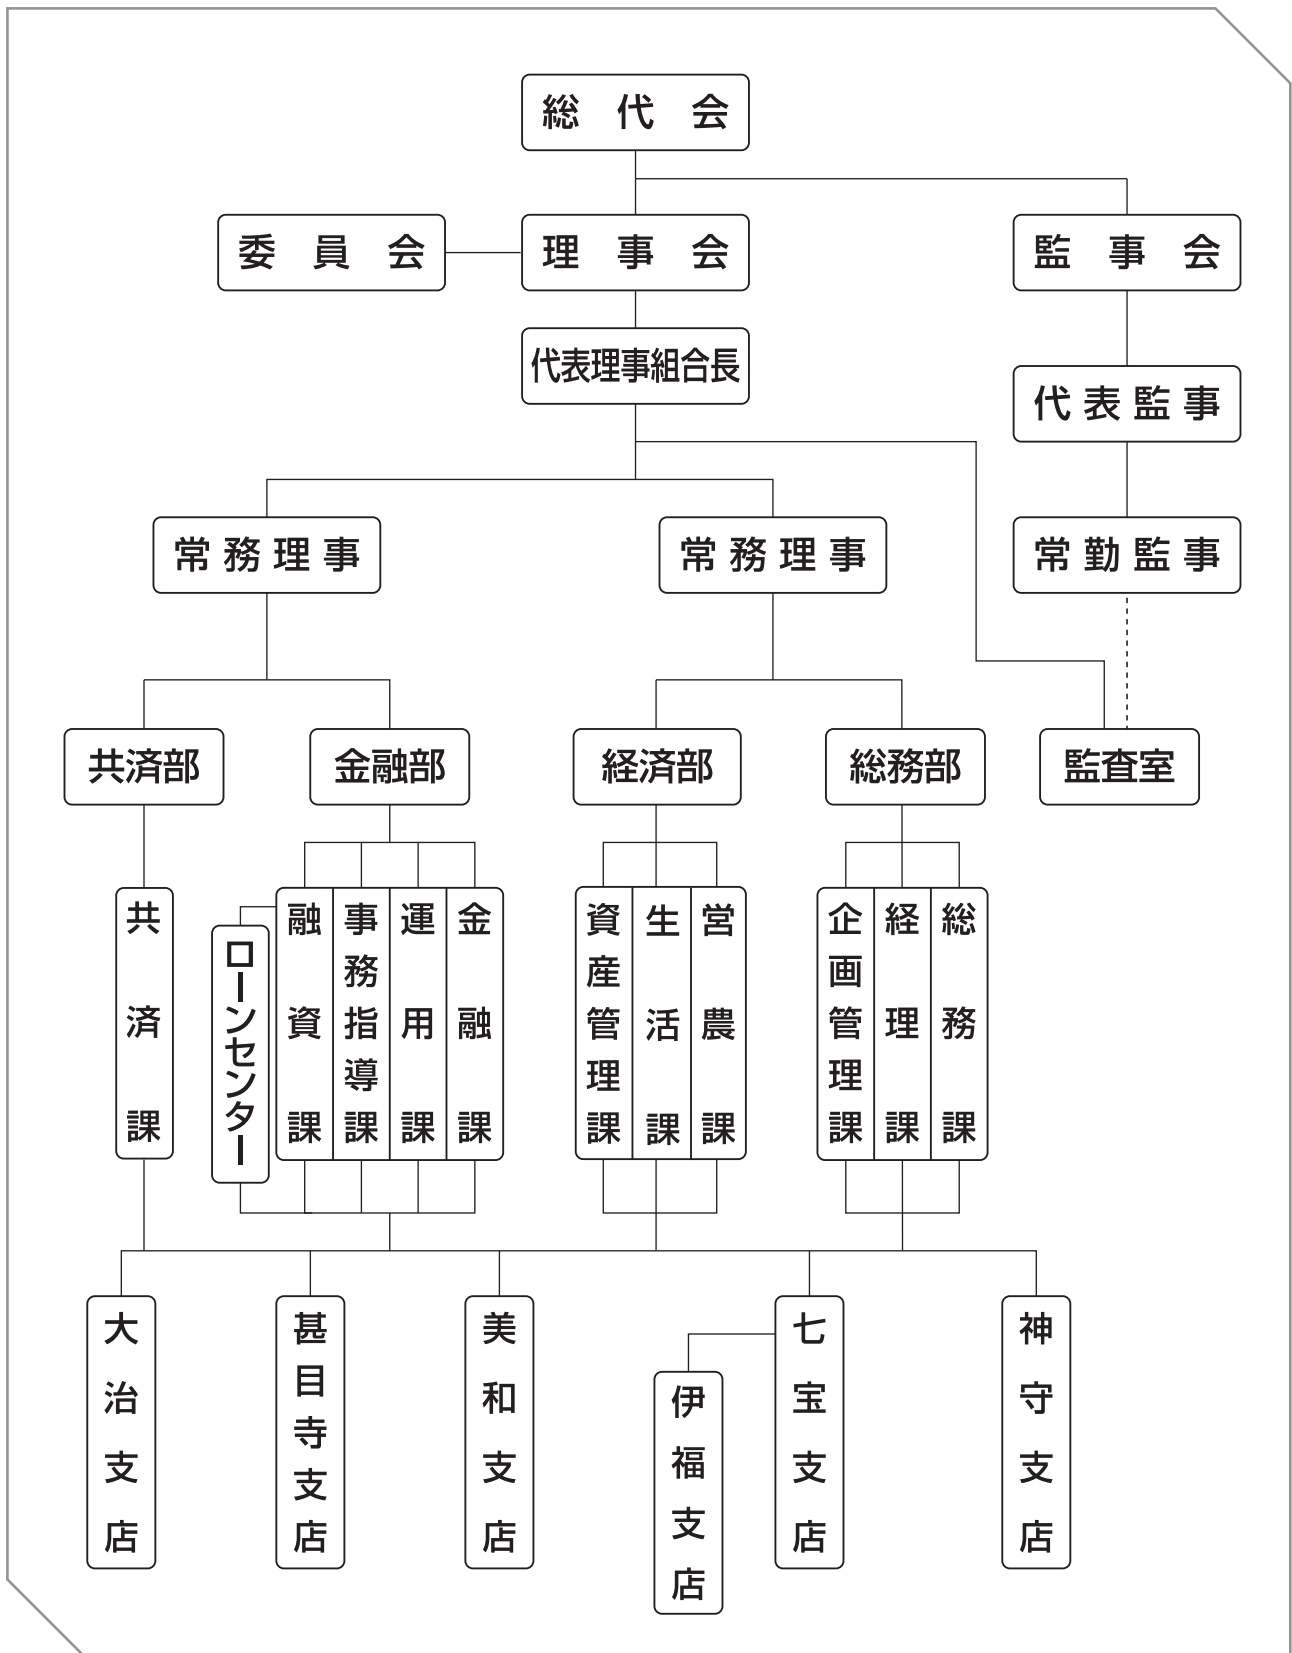 総代会
委員会
理事会
監事会
代表理事組合長
代表監事
常務理事
常務理事
常勤監事
共済部
金融部
経済部
総務部
監査室
共済課
ローンセンター
融資課
事務指導課
運用課
金融課
資産管理課
生活課
営農課
企画管理課
経理課
総務課
大治支店
甚目寺支店
美和支店
伊福支店
七宝支店
神守支店